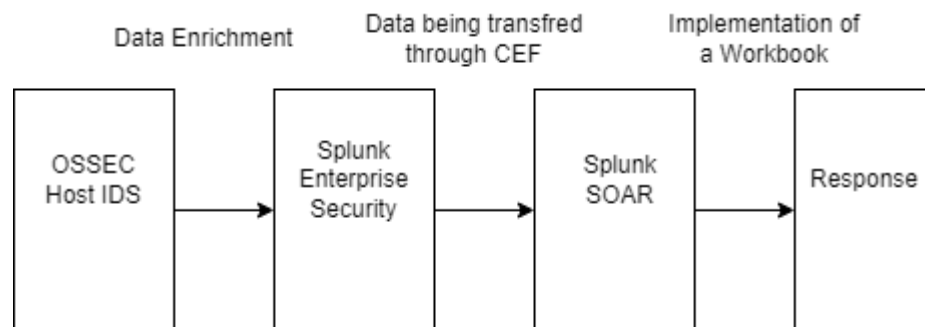 Data Enrichment
Data being transfred
through CEF
Implementation of
a Workbook
OSSEC
Host IDS
Splunk
Enterprise
Security
Splunk
SOAR
Response